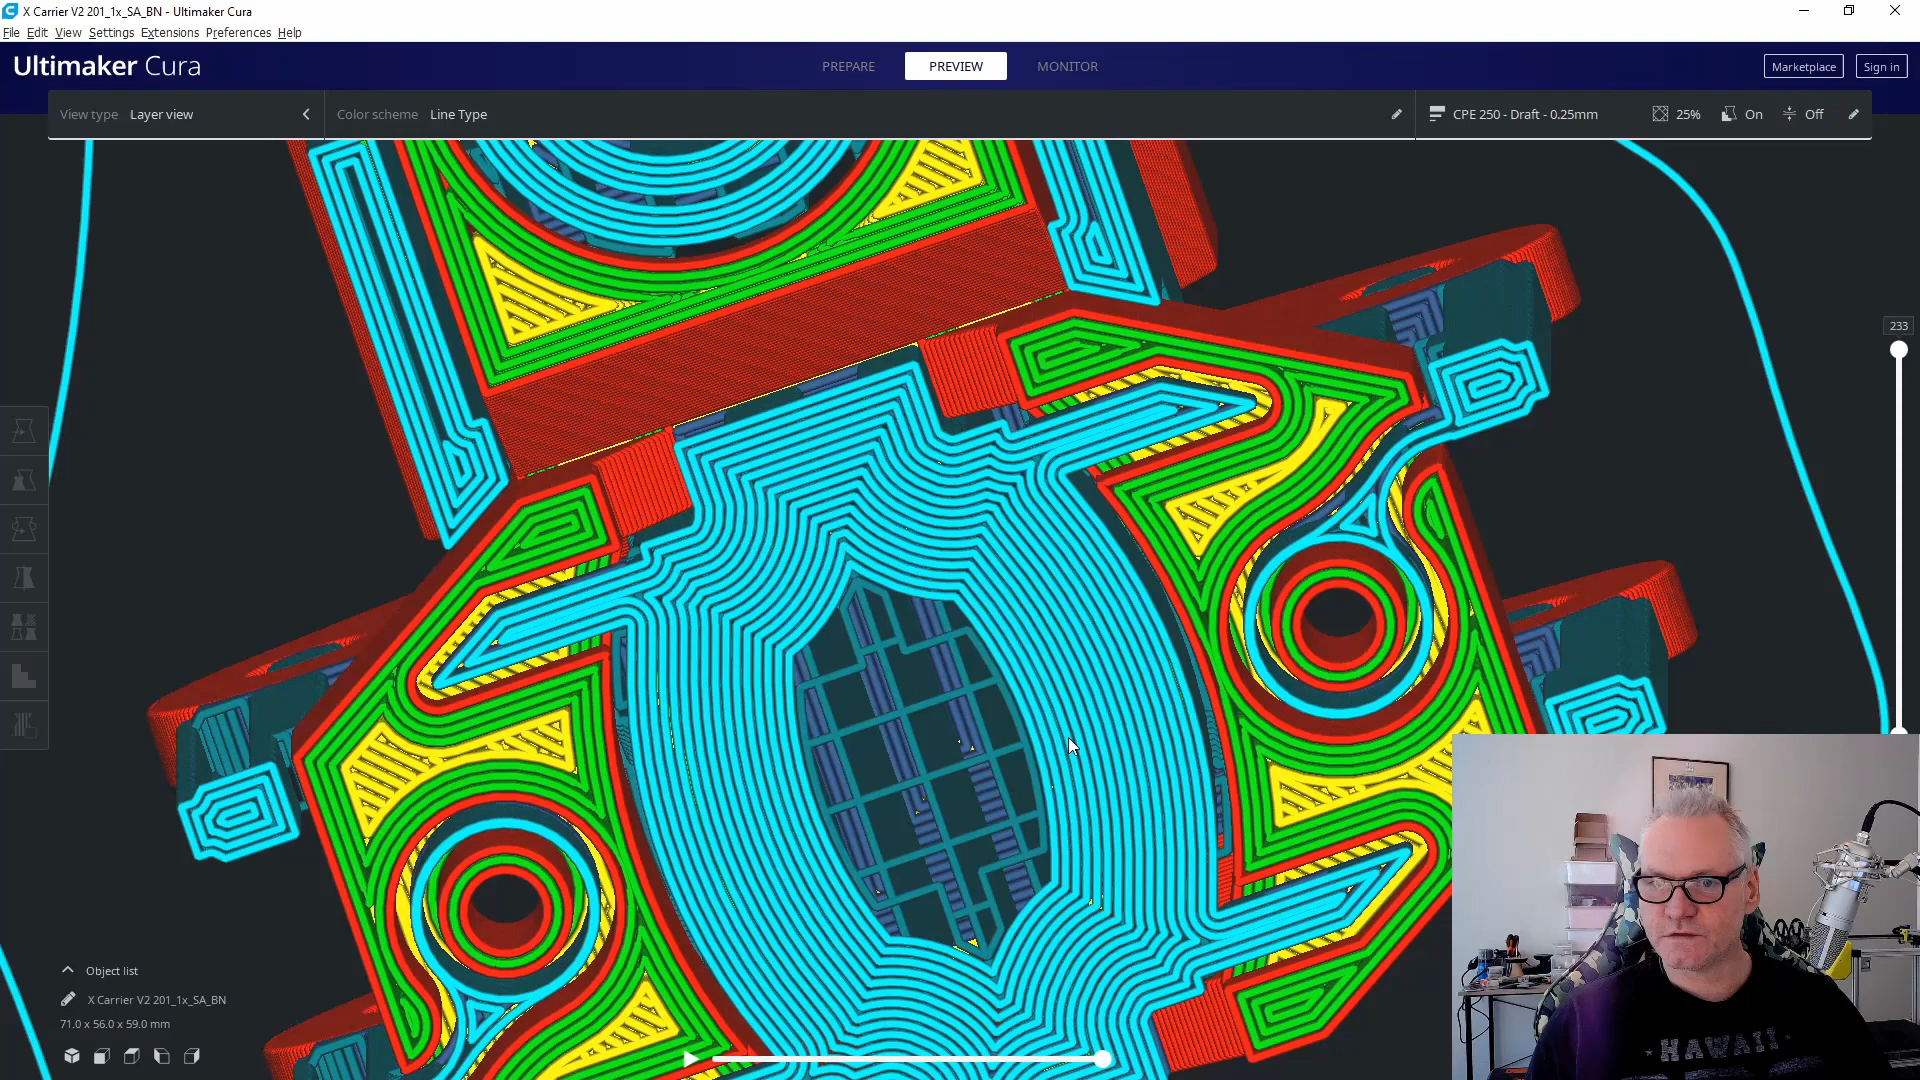 X Carrier V2 201_1x_SA_BN - Ultimaker Cura
File Edit View Settings Extensions Preferences Help
Ultimaker Cura
PREPARE
PREVIEW
MONITOR
Marketplace
Sign in
View type Layer view
Color scheme Line Type
CPE 250 - Draft - 0.25mm
25%
On
Off
233
Object list
X Carrier V2 201_1x_SA_BN
71.0 x 56.0 x 59.0 mm
HAWAII